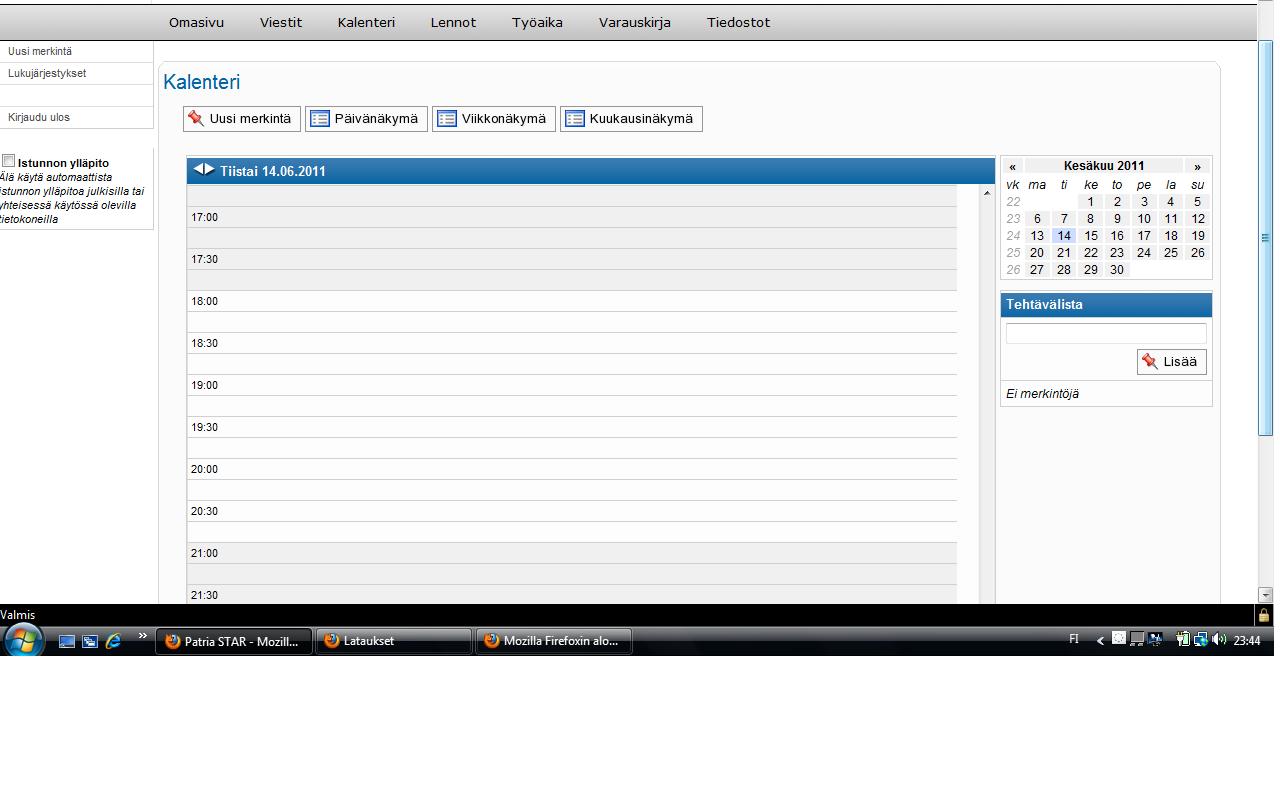 Omasivu Viestit Kalenteri Lennot Työaika Varauskirja Tiedostot
Uusi merkintä
Lukujärjestykset
Kirjaudu ulos
Istunnon ylläpito
Älä käytä automaattista
istunnon ylläpitoa julkisilla tai
yhteisessä käytössä olevilla
tietokoneilla
Kalenteri
Uusi merkintä Päivänäkymä Viikkonäkymä Kuukausinäkymä
Tiistai 14.06.2011
17:00
17:30
18:00
18:30
19:00
19:30
20:00
20:30
21:00
21:30
« Kesäkuu 2011 »
vk ma ti ke to pe la su
22 1 2 3 4 5
23 6 7 8 9 10 11 12
24 13 14 15 16 17 18 19
25 20 21 22 23 24 25 26
26 27 28 29 30
Tehtävälista
Lisää
Ei merkintöjä
Valmis
» Patria STAR - Mozill... Lataukset Mozilla Firefoxin alo... FI < 23:44